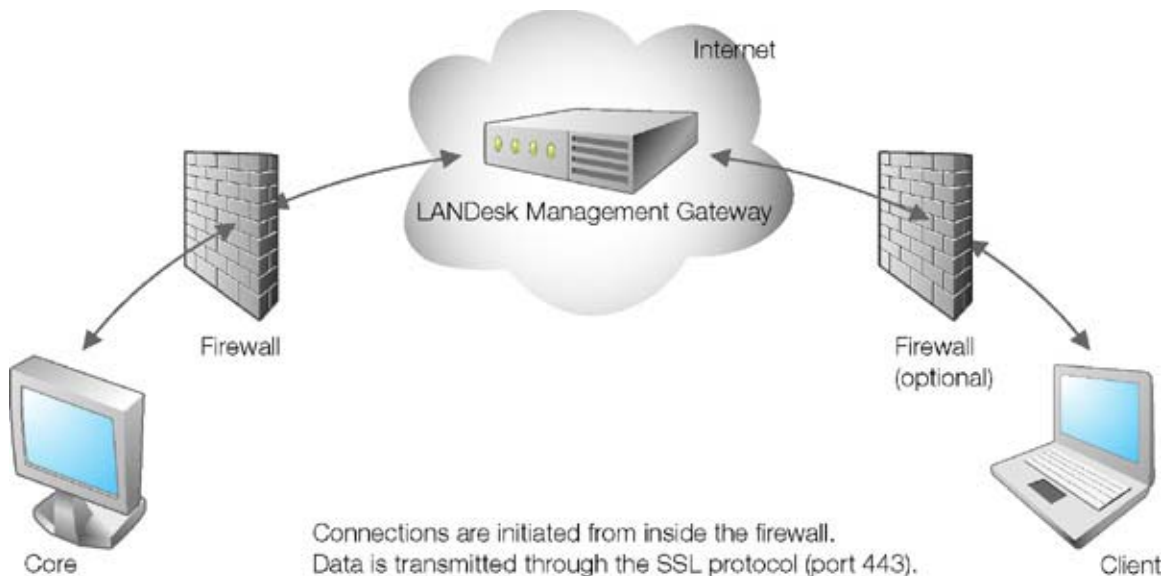 Internet
LANDesk Management Gateway
Firewall
Firewall
(optional)
Core
Connections are initiated from inside the firewall.
Data is transmitted through the SSL protocol (port 443).
Client